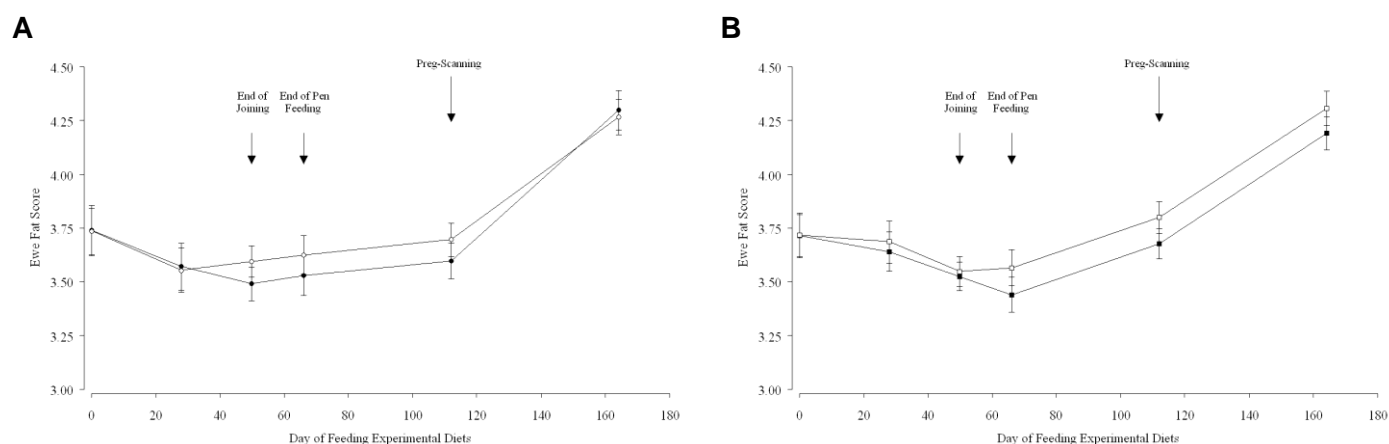 A
4.50
4.25
4.00
3.75
3.50
3.25
3.00
Ewe Fat Score
End of
Joining
End of Pen
Feeding
Preg-Scanning
0 20 40 60 80 100 120 140 160 180
Day of Feeding Experimental Diets
B
4.50
4.25
4.00
3.75
3.50
3.25
3.00
Ewe Fat Score
End of
Joining
End of Pen
Feeding
Preg-Scanning
0 20 40 60 80 100 120 140 160 180
Day of Feeding Experimental Diets